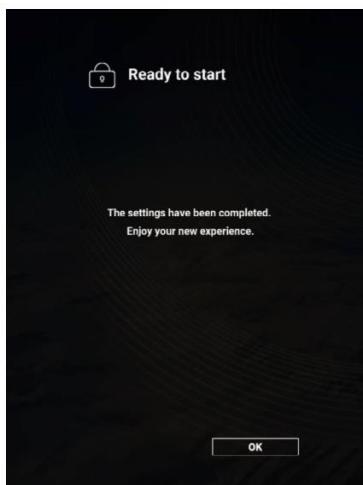 Ready to start
The settings have been completed.
Enjoy your new experience.
OK